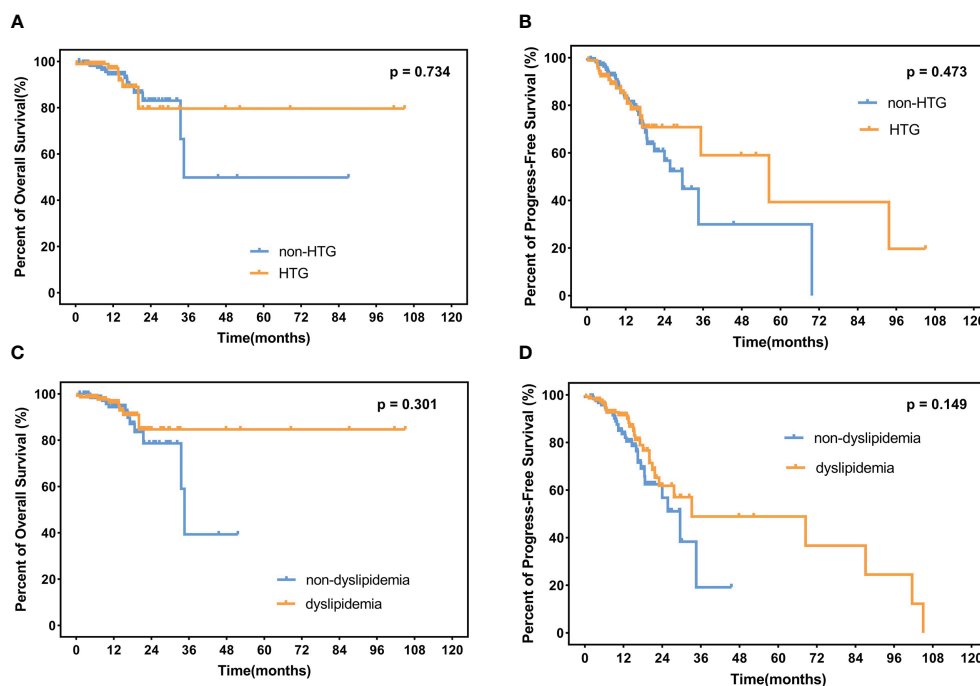 A
Percent of Overall Survival(%)
100
80
60
40
20
0
p = 0.734
non-HTG
HTG
0 12 24 36 48 60 72 84 96 108 120
Time(months)
B
Percent of Progress-Free Survival (%)
100
80
60
40
20
0
p = 0.473
non-HTG
HTG
0 12 24 36 48 60 72 84 96 108 120
Time(months)
C
Percent of Overall Survival (%)
100
80
60
40
20
0
p = 0.301
non-dyslipidemia
dyslipidemia
0 12 24 36 48 60 72 84 96 108 120
Time(months)
D
Percent of Progress-Free Survival (%)
100
80
60
40
20
0
p = 0.149
non-dyslipidemia
dyslipidemia
0 12 24 36 48 60 72 84 96 108 120
Time(months)